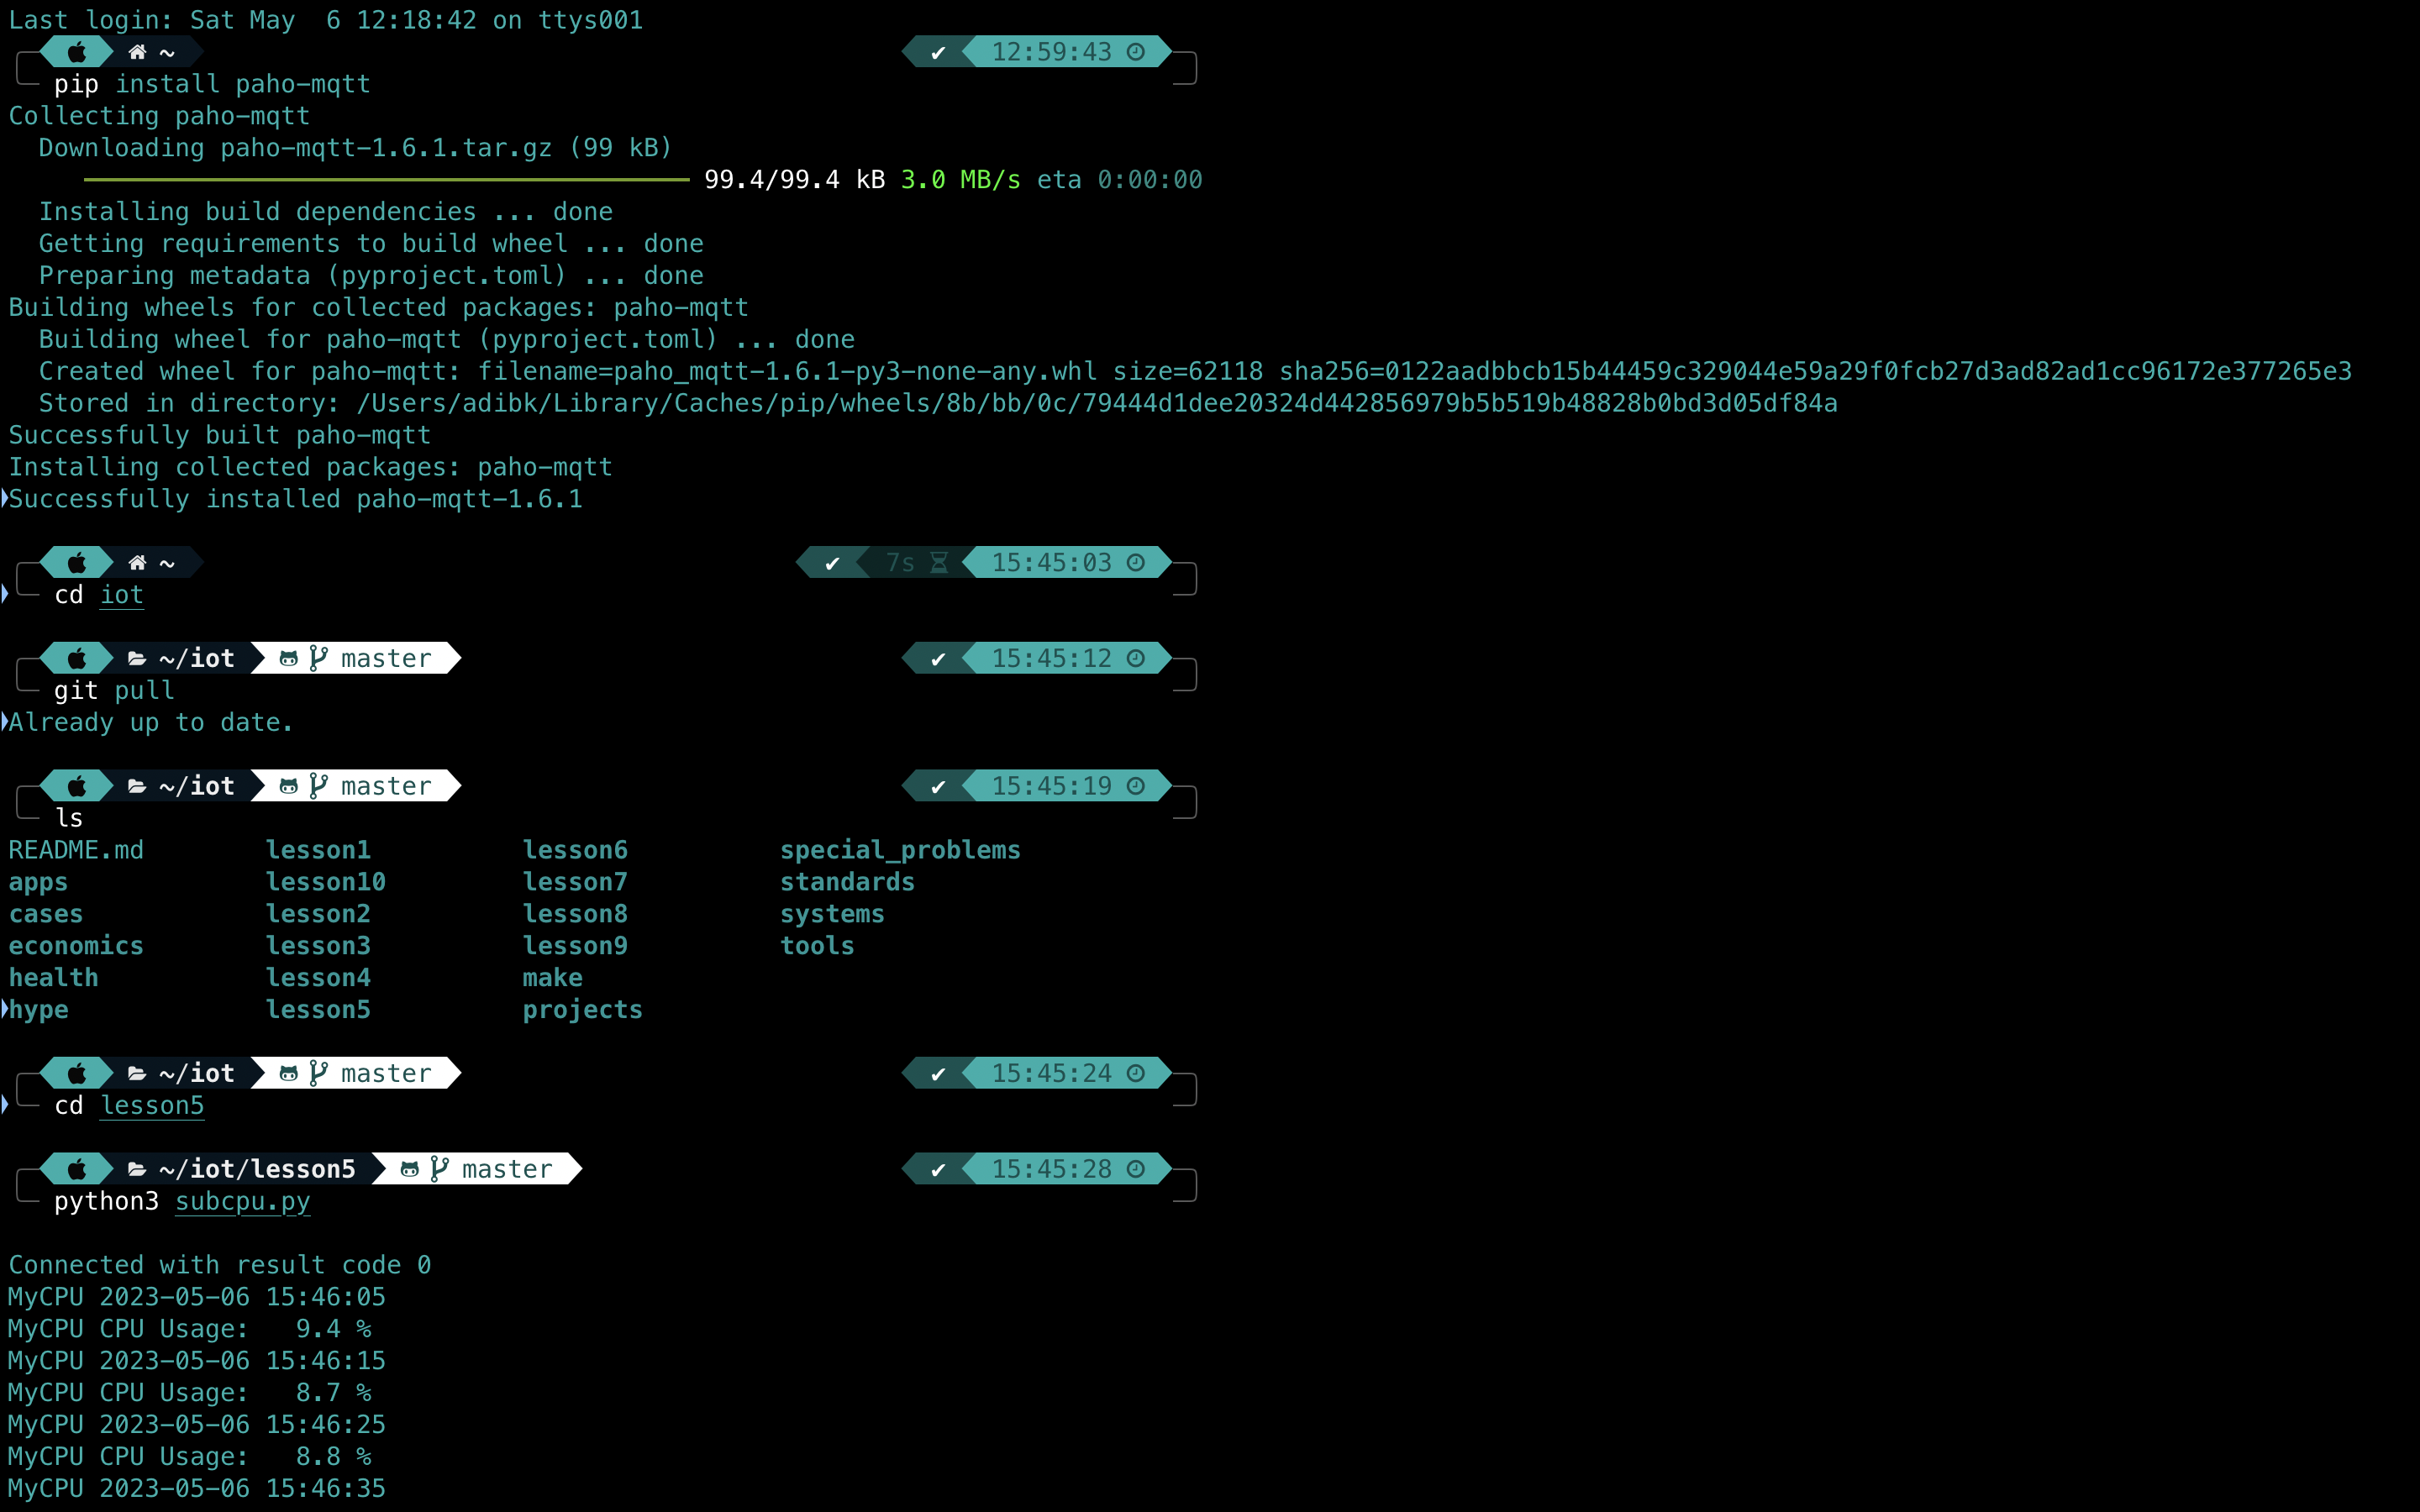 Last login: Sat May  6 12:18:42 on ttys001
~ ✔ 12:59:43
pip install paho-mqtt
Collecting paho-mqtt
  Downloading paho-mqtt-1.6.1.tar.gz (99 kB)
99.4/99.4 kB 3.0 MB/s eta 0:00:00
  Installing build dependencies ... done
  Getting requirements to build wheel ... done
  Preparing metadata (pyproject.toml) ... done
Building wheels for collected packages: paho-mqtt
  Building wheel for paho-mqtt (pyproject.toml) ... done
  Created wheel for paho-mqtt: filename=paho_mqtt-1.6.1-py3-none-any.whl size=62118 sha256=0122aadbbcb15b44459c329044e59a29f0fcb27d3ad82ad1cc96172e377265e3
  Stored in directory: /Users/adibk/Library/Caches/pip/wheels/8b/bb/0c/79444d1dee20324d442856979b5b519b48828b0bd3d05df84a
Successfully built paho-mqtt
Installing collected packages: paho-mqtt
Successfully installed paho-mqtt-1.6.1
~ ✔ 7s 15:45:03
cd iot
~/iot master ✔ 15:45:12
git pull
Already up to date.
~/iot master ✔ 15:45:19
ls
README.md lesson1 lesson6 special_problems
apps lesson10 lesson7 standards
cases lesson2 lesson8 systems
economics lesson3 lesson9 tools
health lesson4 make
hype lesson5 projects
~/iot master ✔ 15:45:24
cd lesson5
~/iot/lesson5 master ✔ 15:45:28
python3 subcpu.py
Connected with result code 0
MyCPU 2023-05-06 15:46:05
MyCPU CPU Usage:   9.4 %
MyCPU 2023-05-06 15:46:15
MyCPU CPU Usage:   8.7 %
MyCPU 2023-05-06 15:46:25
MyCPU CPU Usage:   8.8 %
MyCPU 2023-05-06 15:46:35